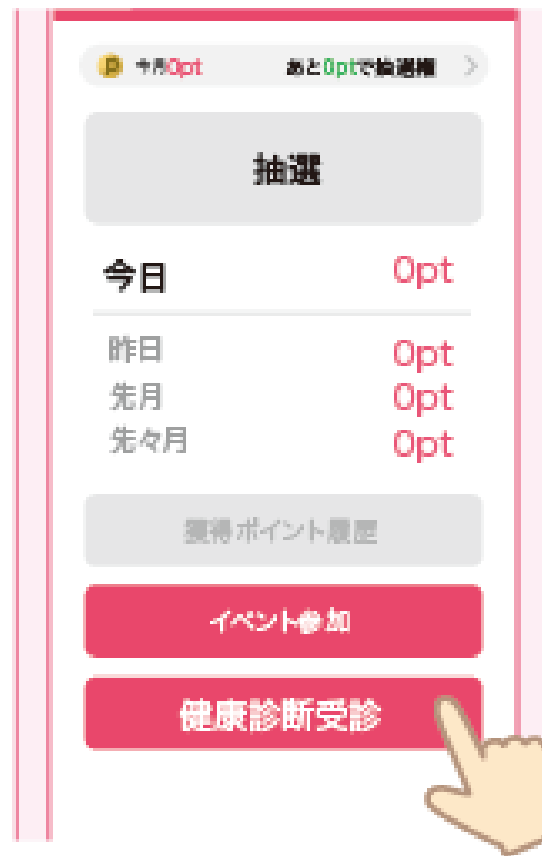 P 今月0pt あと0ptで抽選権 >
抽選
今日 0pt
昨日 0pt
先月 0pt
先々月 0pt
獲得ポイント履歴
イベント参加
健康診断受診